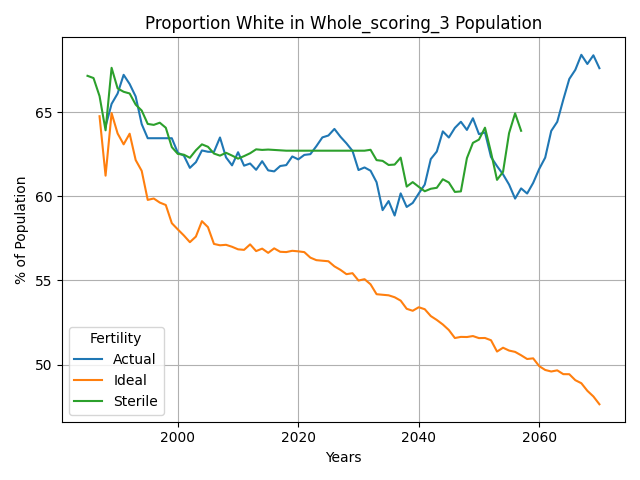 Proportion White in Whole_scoring_3 Population
% of Population
65
60
55
50
Fertility
Actual
Ideal
Sterile
2000 2020 2040 2060
Years